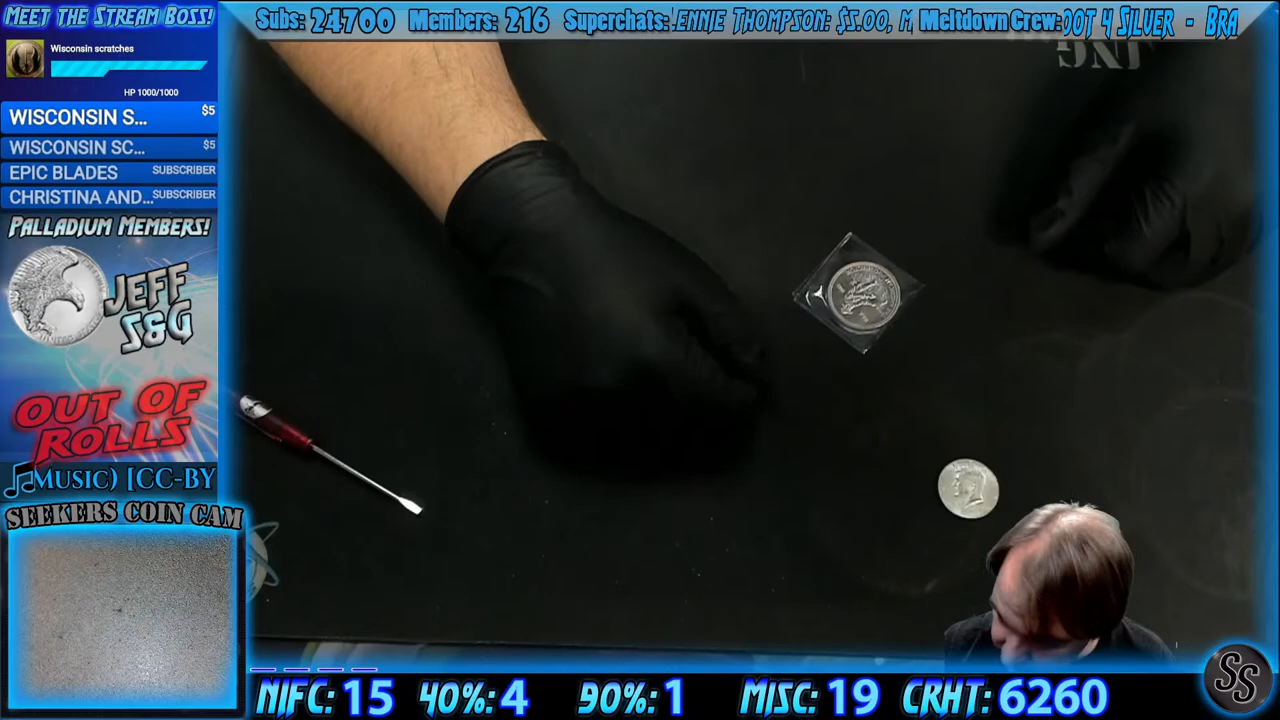 MEET THE STREAM BOSS!
Subs: 24700 Members: 216 Superchats: ENNIE THOMPSON: $5.00, M MeltdownCrew: OOT 4 SILVER - BRA
Wisconsin scratches
HP 1000/1000
WISCONSIN S... $5
WISCONSIN SC... $5
EPIC BLADES SUBSCRIBER
CHRISTINA AND... SUBSCRIBER
PALLADIUM MEMBERS!
JEFF
S&G
OUT OF
ROLLS
MUSIC) [CC-BY
SEEKERS COIN CAM
NIFC: 15 40%: 4 90%: 1 MISC: 19 CRHT: 6260
SS